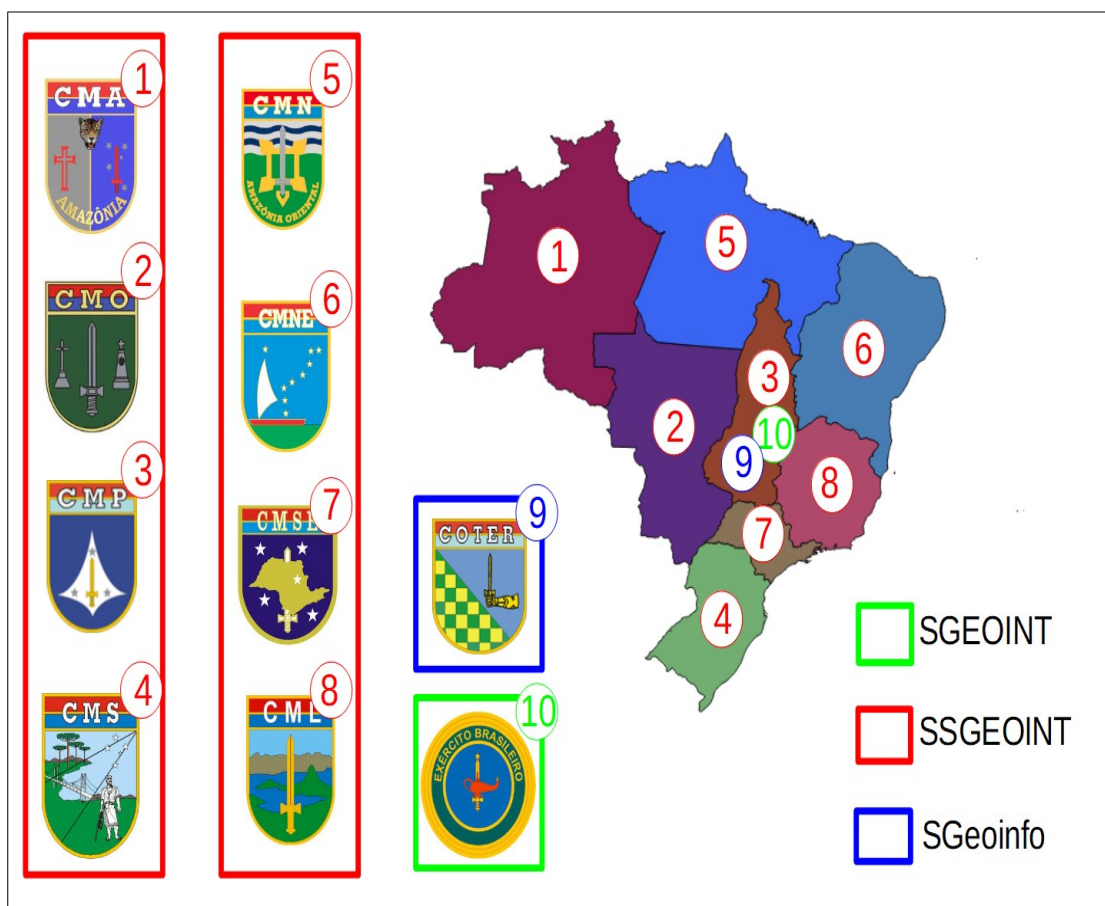 1
CMA
AMAZÔNIA
2
CMO
3
CMP
4
CMS
5
CMN
AMAZÔNIA ORIENTAL
6
CMNE
7
CMSE
8
CML
9
COTER
10
EXÉRCITO BRASILEIRO
1
5
6
3
2
10
9
8
7
4
SGEOINT
SSGEOINT
SGeoinfo